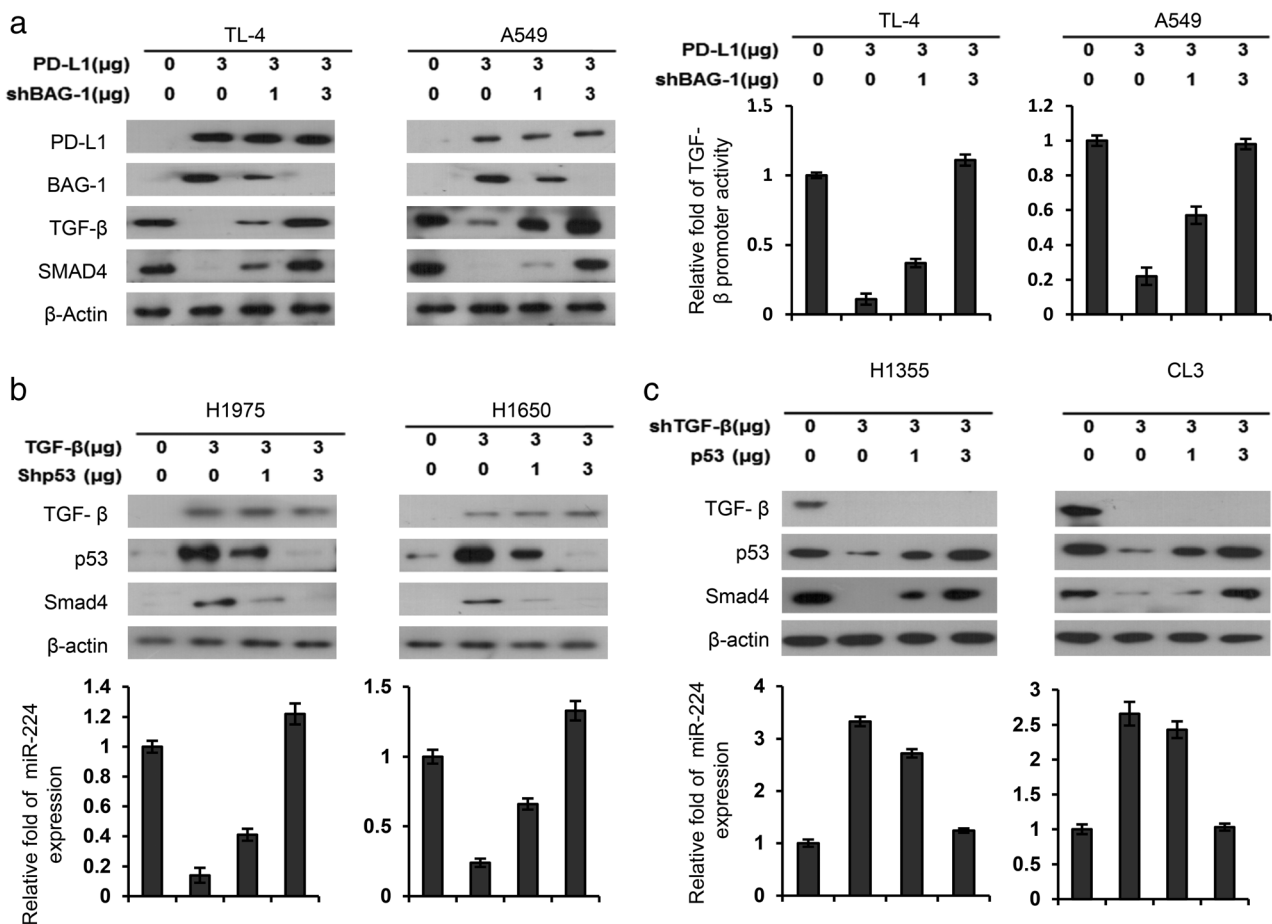 a
TL-4
PD-L1(µg) 0 3 3 3
shBAG-1(µg) 0 0 1 3
PD-L1
BAG-1
TGF-β
SMAD4
β-Actin
A549
0 3 3 3
0 0 1 3
TL-4
PD-L1(µg) 0 3 3 3
shBAG-1(µg) 0 0 1 3
Relative fold of TGF-
β promoter activity
1.5
1
0.5
0
A549
0 3 3 3
0 0 1 3
1.2
1
0.8
0.6
0.4
0.2
0
b
H1975
TGF-β(µg) 0 3 3 3
Shp53 (µg) 0 0 1 3
TGF- β
p53
Smad4
β-actin
H1650
0 3 3 3
0 0 1 3
Relative fold of miR-224
expression
1.4
1.2
1
0.8
0.6
0.4
0.2
0
1.5
1
0.5
0
c
H1355
shTGF-β(µg) 0 3 3 3
p53 (µg) 0 0 1 3
TGF- β
p53
Smad4
β-actin
CL3
0 3 3 3
0 0 1 3
Relative fold of miR-224
expression
4
3
2
1
0
3
2.5
2
1.5
1
0.5
0